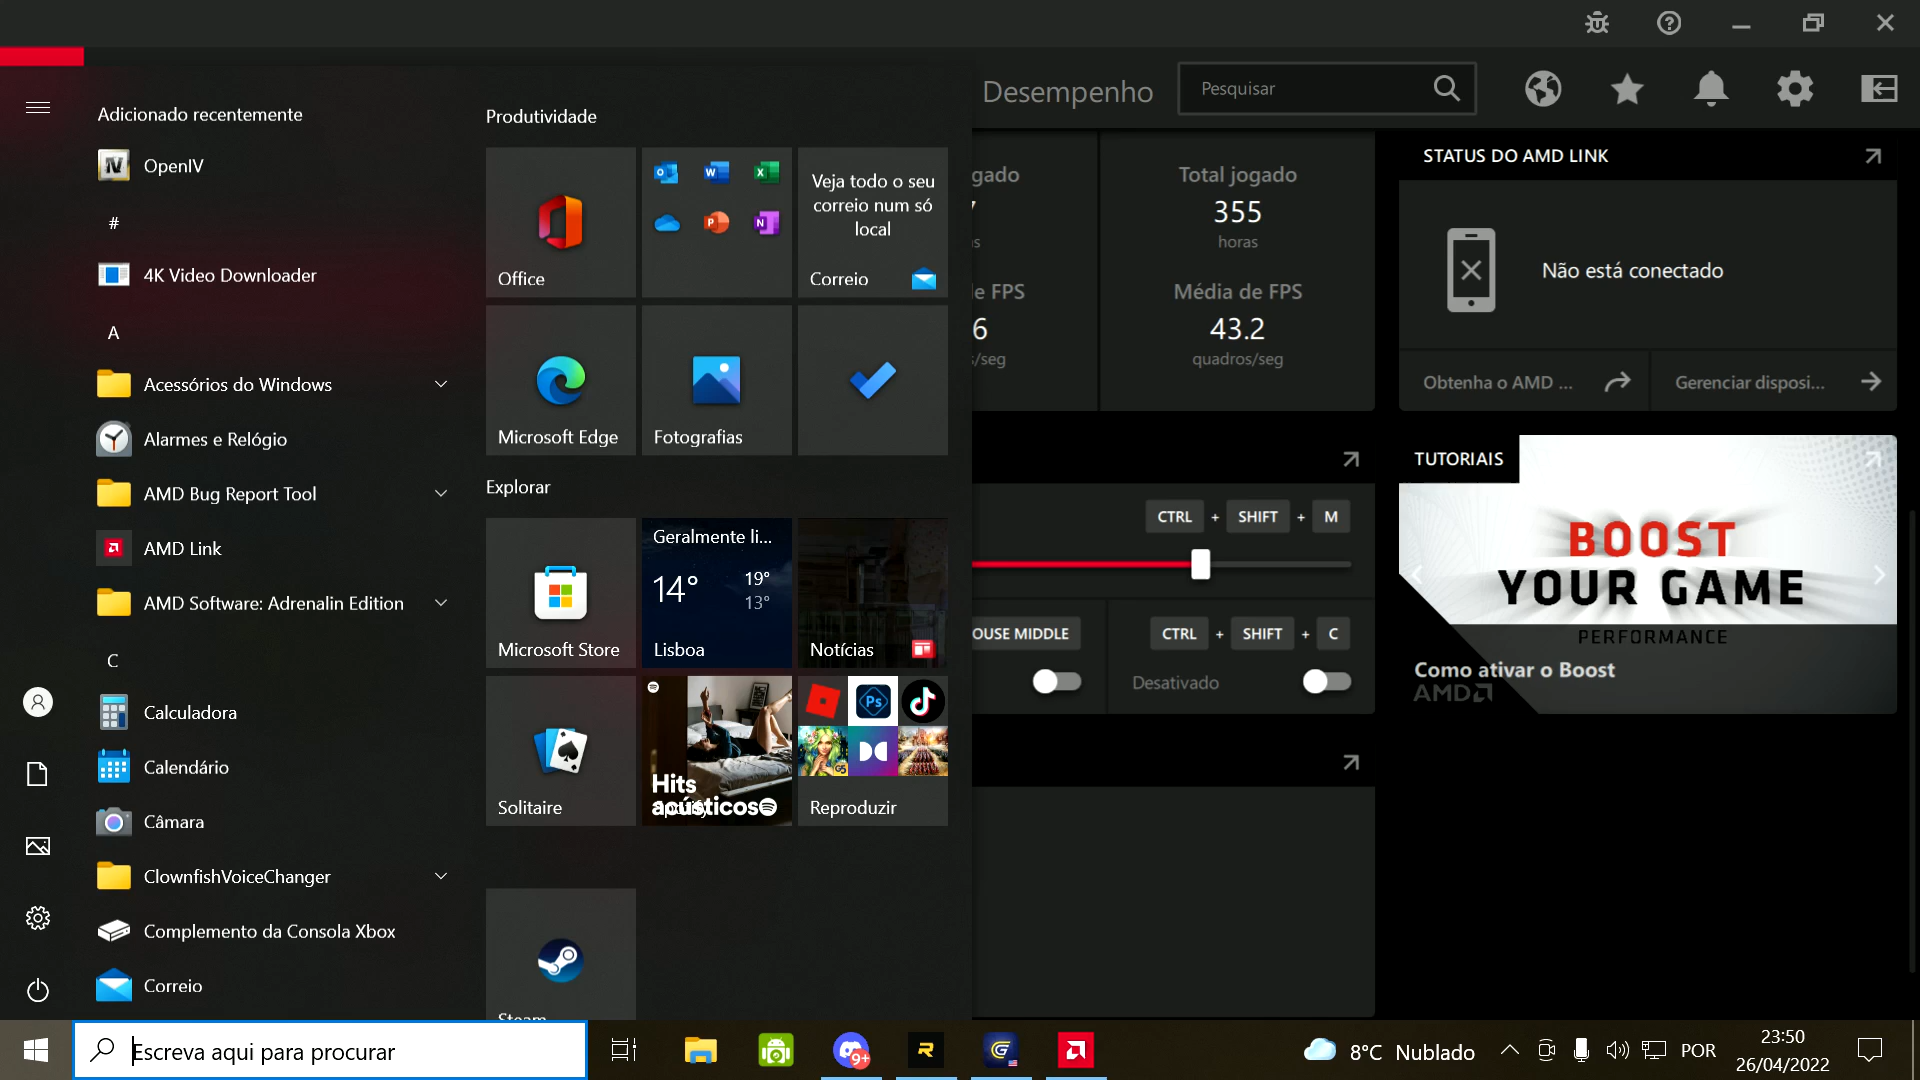 Adicionado recentemente
OpenIV
#
4K Video Downloader
A
Acessórios do Windows
Alarmes e Relógio
AMD Bug Report Tool
AMD Link
AMD Software: Adrenalin Edition
C
Calculadora
Calendário
Câmara
ClownfishVoiceChanger
Complemento da Consola Xbox
Correio
Produtividade
Office
Veja todo o seu
correio num só
local
Correio
Microsoft Edge
Fotografias
Explorar
Microsoft Store
Geralmente li...
14°
19°
13°
Lisboa
Notícias
Solitaire
Hits
acústicos
Spotify
Ps
G5
Reproduzir
Steam
Desempenho
Pesquisar
gado
s
e FPS
6
s/seg
Total jogado
355
horas
Média de FPS
43.2
quadros/seg
CTRL + SHIFT + M
OUSE MIDDLE
CTRL + SHIFT + C
Desativado
STATUS DO AMD LINK
Não está conectado
Obtenha o AMD ...
Gerenciar disposi...
TUTORIAIS
BOOST
YOUR GAME
PERFORMANCE
Como ativar o Boost
AMD
Escreva aqui para procurar
9+
8°C Nublado
POR
23:50
26/04/2022